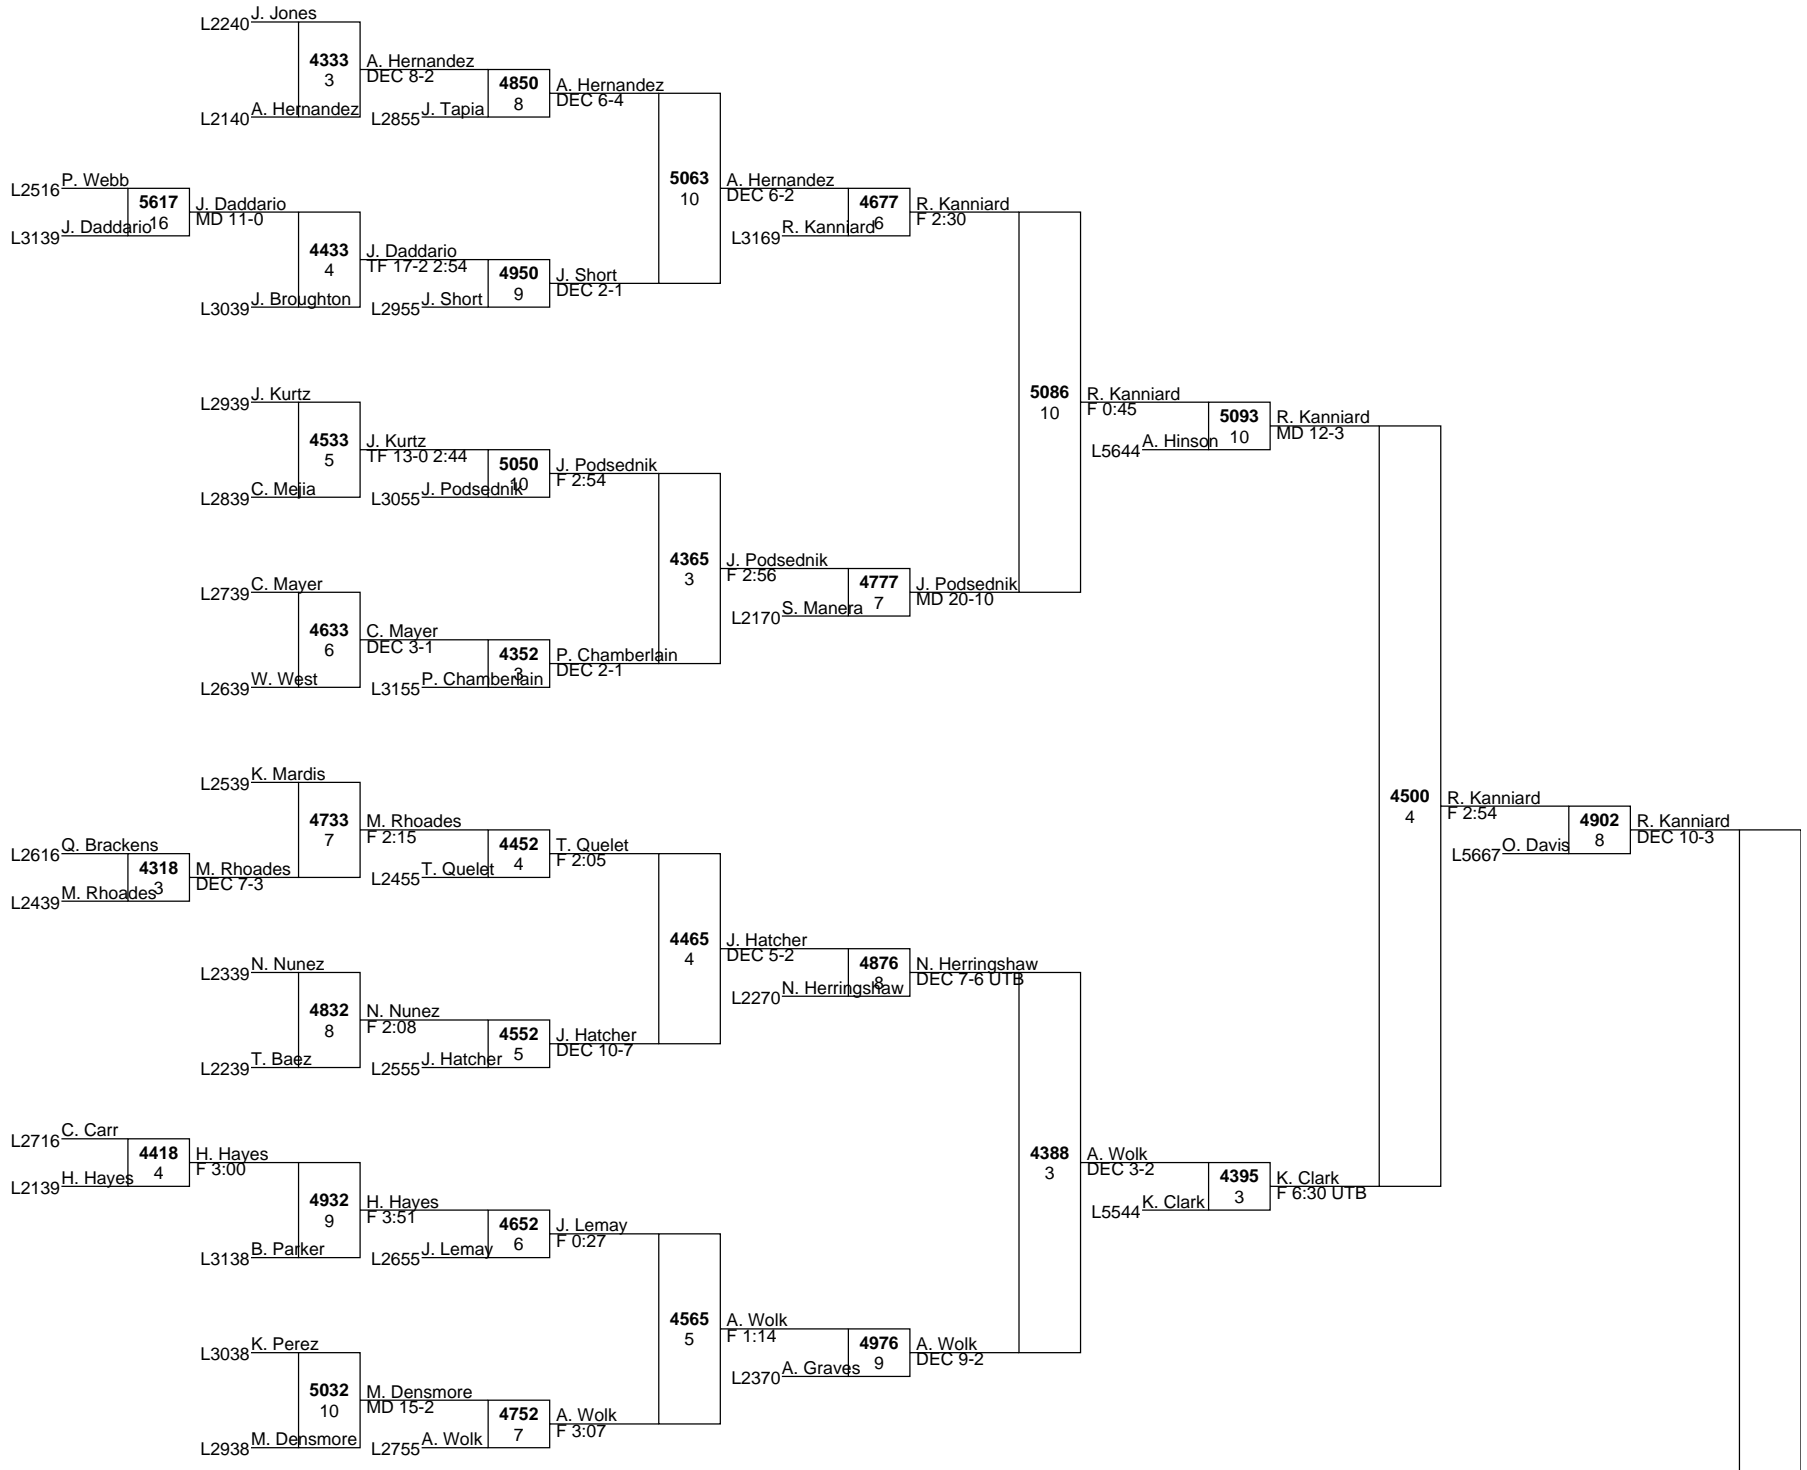 J. Jones
L2240
4333
3
A. Hernandez
DEC 8-2
A. Hernandez
L2140
4850
8
A. Hernandez
DEC 6-4
J. Tapia
L2855
P. Webb
L2516
5617
16
J. Daddario
MD 11-0
J. Daddario
L3139
5063
10
A. Hernandez
DEC 6-2
4677
6
R. Kanniard
F 2:30
R. Kanniard
L3169
4433
4
J. Daddario
TF 17-2 2:54
J. Broughton
L3039
4950
9
J. Short
DEC 2-1
J. Short
L2955
J. Kurtz
L2939
4533
5
J. Kurtz
TF 13-0 2:44
C. Mejia
L2839
5050
10
J. Podsednik
F 2:54
J. Podsednik
L3055
5086
10
R. Kanniard
F 0:45
5093
10
R. Kanniard
MD 12-3
A. Hinson
L5644
4365
3
J. Podsednik
F 2:56
4777
7
J. Podsednik
MD 20-10
S. Manera
L2170
C. Mayer
L2739
4633
6
C. Mayer
DEC 3-1
W. West
L2639
4352
3
P. Chamberlain
DEC 2-1
P. Chamberlain
L3155
K. Mardis
L2539
4733
7
M. Rhoades
F 2:15
Q. Brackens
L2616
4318
3
M. Rhoades
DEC 7-3
M. Rhoades
L2439
4452
4
T. Quelet
F 2:05
T. Quelet
L2455
4500
4
R. Kanniard
F 2:54
4902
8
R. Kanniard
DEC 10-3
O. Davis
L5667
4465
4
J. Hatcher
DEC 5-2
4876
8
N. Herringshaw
DEC 7-6 UTB
N. Herringshaw
L2270
N. Nunez
L2339
4832
8
N. Nunez
F 2:08
T. Baez
L2239
4552
5
J. Hatcher
DEC 10-7
J. Hatcher
L2555
C. Carr
L2716
4418
4
H. Hayes
F 3:00
H. Hayes
L2139
4932
9
H. Hayes
F 3:51
B. Parker
L3138
4652
6
J. Lemay
F 0:27
J. Lemay
L2655
4388
3
A. Wolk
DEC 3-2
4395
3
K. Clark
F 6:30 UTB
K. Clark
L5544
4565
5
A. Wolk
F 1:14
4976
9
A. Wolk
DEC 9-2
A. Graves
L2370
K. Perez
L3038
5032
10
M. Densmore
MD 15-2
M. Densmore
L2938
4752
7
A. Wolk
F 3:07
A. Wolk
L2755